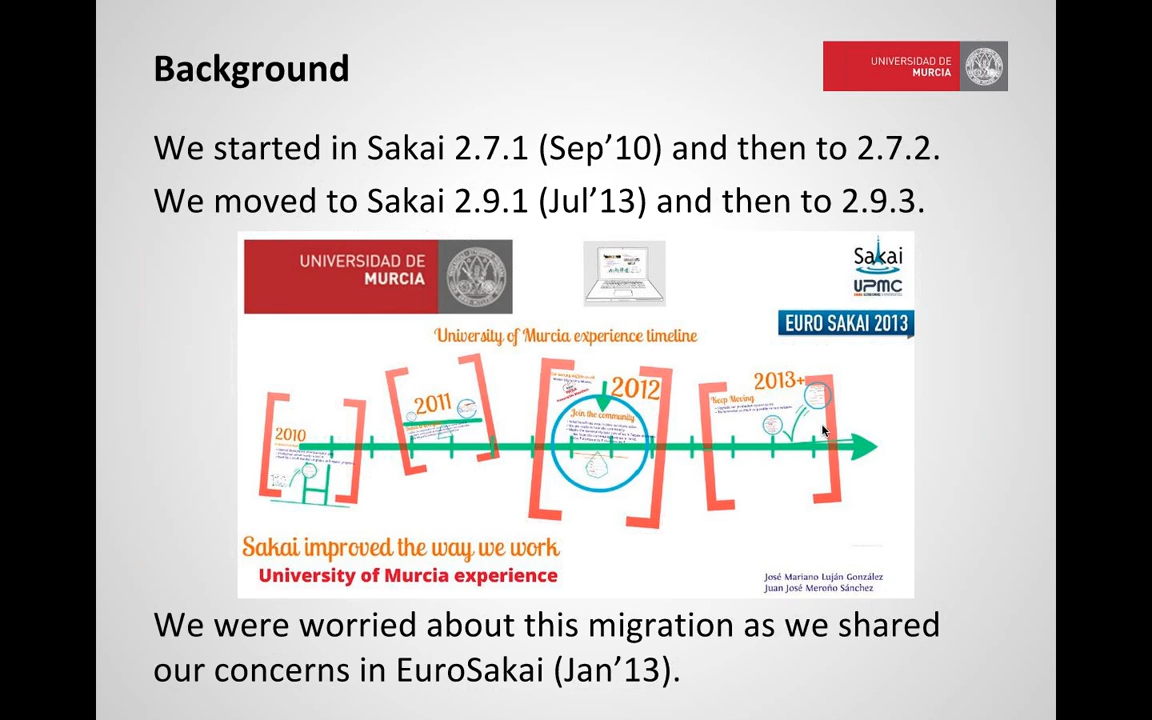 Background
UNIVERSIDAD DE
MURCIA
We started in Sakai 2.7.1 (Sep’10) and then to 2.7.2.
We moved to Sakai 2.9.1 (Jul’13) and then to 2.9.3.
UNIVERSIDAD DE
MURCIA
Sakai
UPMC
EURO SAKAI 2013
University of Murcia experience timeline
2010
2011
2012
Join the community
2013+
Keep Moving
Sakai improved the way we work
University of Murcia experience
José Mariano Luján González
Juan José Meroño Sánchez
We were worried about this migration as we shared
our concerns in EuroSakai (Jan’13).